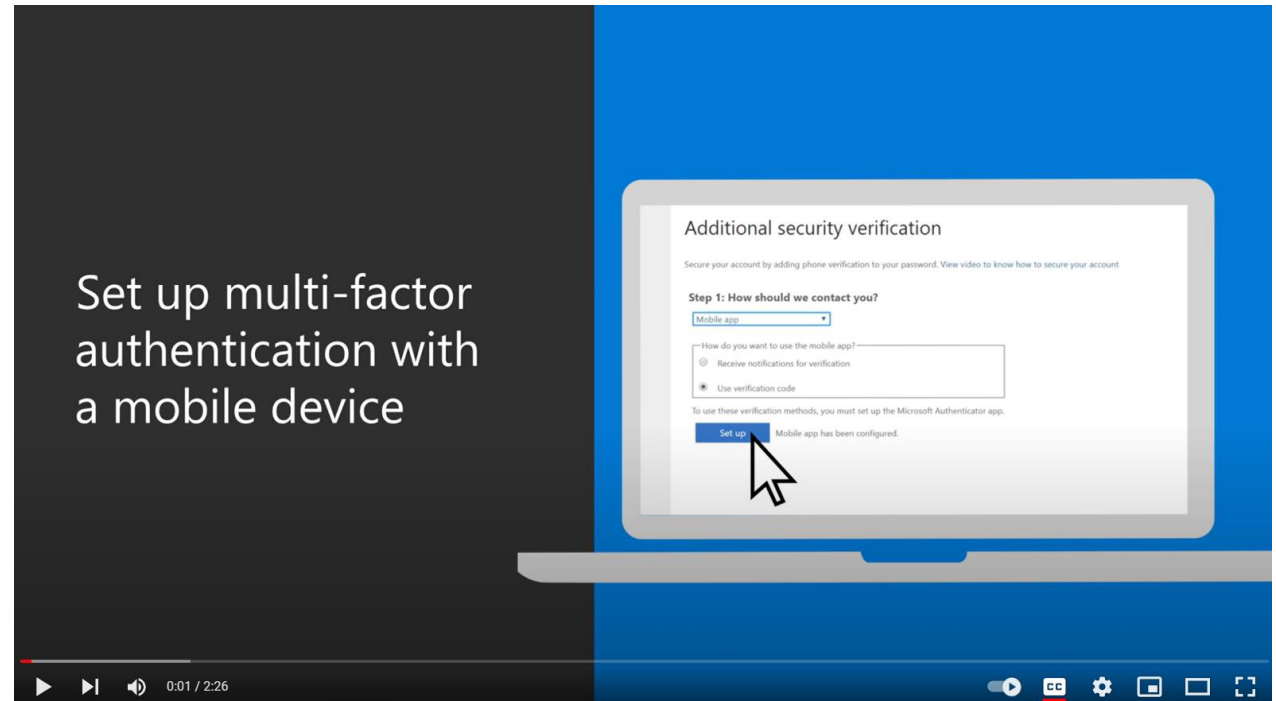 Set up multi-factor
authentication with
a mobile device
Additional security verification
Secure your account by adding phone verification to your password. View video to know how to secure your account
Step 1: How should we contact you?
Mobile app
How do you want to use the mobile app?
Receive notifications for verification
Use verification code
To use these verification methods, you must set up the Microsoft Authenticator app.
Set up Mobile app has been configured.
0:01 / 2:26
CC